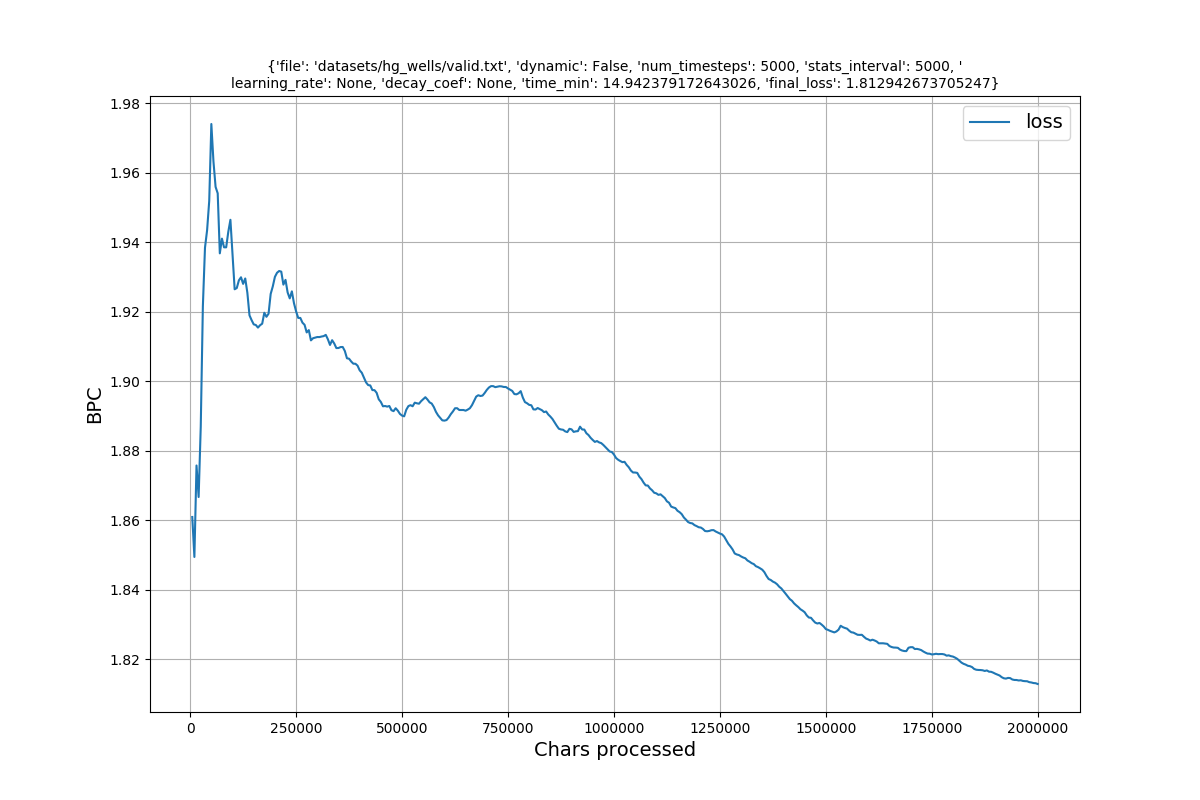 {'file': 'datasets/hg_wells/valid.txt', 'dynamic': False, 'num_timesteps': 5000, 'stats_interval': 5000, '
learning_rate': None, 'decay_coef': None, 'time_min': 14.942379172643026, 'final_loss': 1.812942673705247}
loss
1.98
1.96
1.94
1.92
1.90
1.88
1.86
1.84
1.82
BPC
0 250000 500000 750000 1000000 1250000 1500000 1750000 2000000
Chars processed